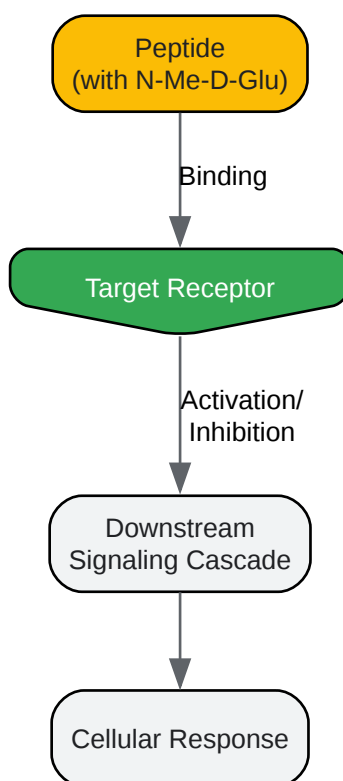 Peptide
(with N-Me-D-Glu)
Binding
Target Receptor
Activation/
Inhibition
Downstream
Signaling Cascade
Cellular Response